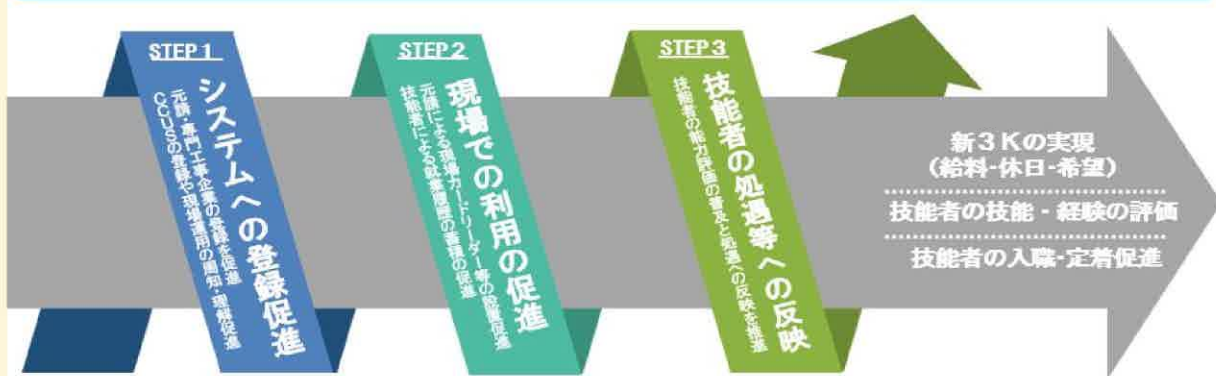 STEP1
システムへの登録促進
元請・専門工事企業の登録を促進
CCUSの登録や現場運用の周知・理解促進
STEP2
現場での利用の促進
元請による現場カードリーダー等の設置促進
技能者による就業履歴の蓄積の促進
STEP3
技能者の処遇等への反映
技能者の能力評価の普及と処遇への反映を推進
新3Kの実現
(給料-休日-希望)
技能者の技能・経験の評価
技能者の入職-定着促進